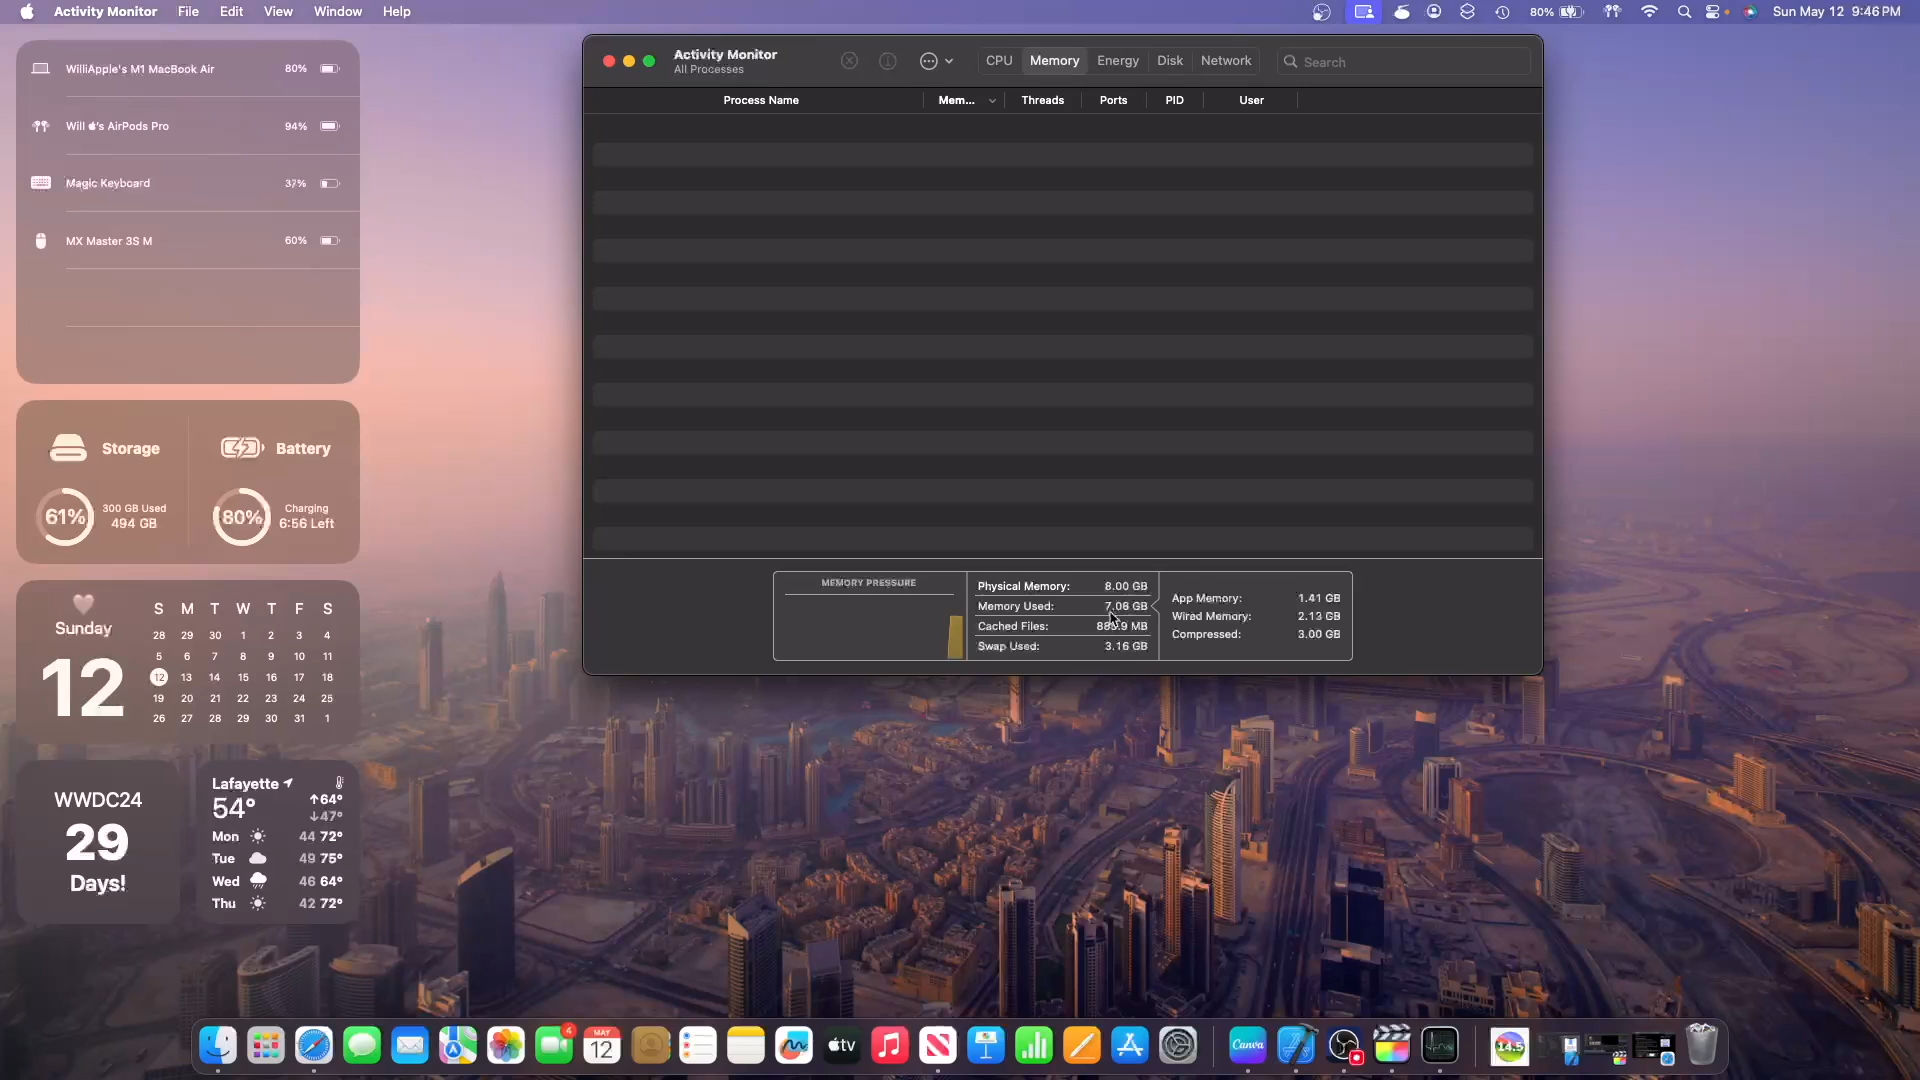 Activity Monitor File Edit View Window Help
80% Sun May 12 9:46 PM
WilliApple's M1 MacBook Air 80%
Will 's AirPods Pro 94%
Magic Keyboard 37%
MX Master 3S M 60%
Storage Battery
61% 300 GB Used
494 GB
80% Charging
6:56 Left
Sunday
12
S M T W T F S
28 29 30 1 2 3 4
5 6 7 8 9 10 11
12 13 14 15 16 17 18
19 20 21 22 23 24 25
26 27 28 29 30 31 1
WWDC24
29
Days!
Lafayette
54° ↑64°
↓47°
Mon 44 72°
Tue 49 75°
Wed 46 64°
Thu 42 72°
Activity Monitor
All Processes
CPU Memory Energy Disk Network Search
Process Name Mem... Threads Ports PID User
MEMORY PRESSURE
Physical Memory: 8.00 GB
Memory Used: 7.06 GB
Cached Files: MB
Swap Used: 3.16 GB
App Memory: 1.41 GB
Wired Memory: 2.13 GB
Compressed: 3.00 GB
4
MAY
12
tv
Canva
14.5